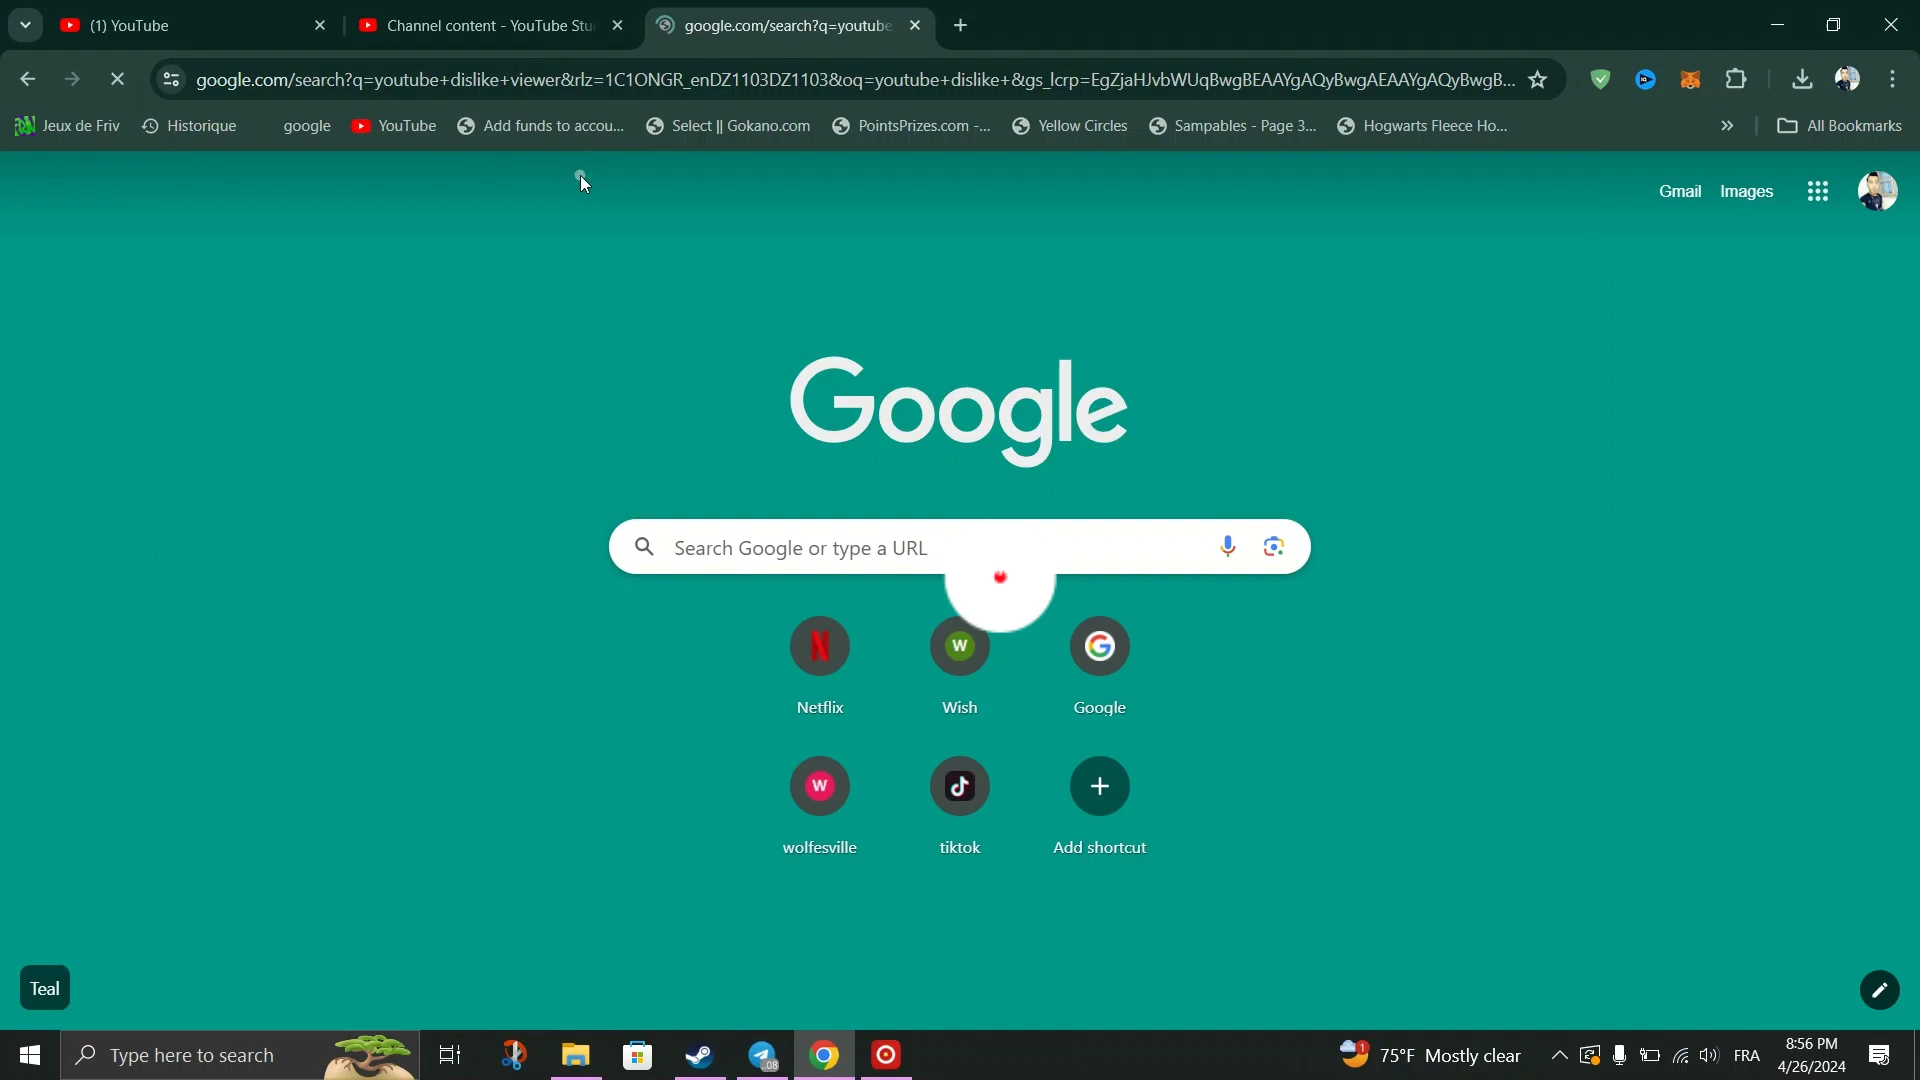 (1) YouTube
Channel content - YouTube Stu
google.com/search?q=youtube
google.com/search?q=youtube+dislike+viewer&rlz=1C1ONGR_enDZ1103DZ1103&oq=youtube+dislike+&gs_lcrp=EgZjaHJvbWUqBwgBEAAYgAQyBwgAEAAYgAQyBwgB...
Jeux de Friv
Historique
google
YouTube
Add funds to accou...
Select || Gokano.com
PointsPrizes.com -...
Yellow Circles
Sampables - Page 3...
Hogwarts Fleece Ho...
All Bookmarks
Gmail
Images
Google
Search Google or type a URL
Netflix
W
Wish
Google
W
wolfesville
tiktok
Add shortcut
Teal
Type here to search
.08
1
75°F Mostly clear
FRA
8:56 PM
4/26/2024